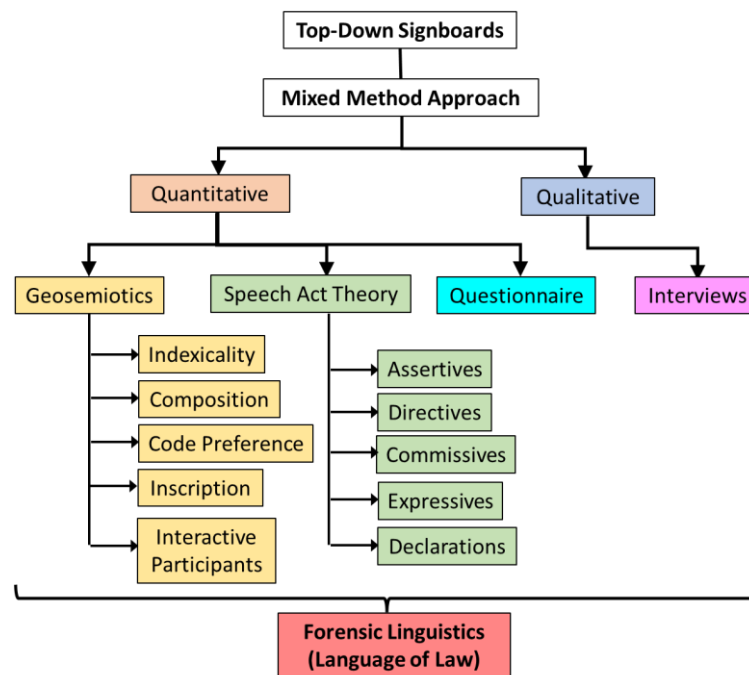 Top-Down Signboards
Mixed Method Approach
Quantitative
Qualitative
Geosemiotics
Speech Act Theory
Questionnaire
Interviews
Indexicality
Composition
Code Preference
Inscription
Interactive
Participants
Assertives
Directives
Commissives
Expressives
Declarations
Forensic Linguistics
(Language of Law)